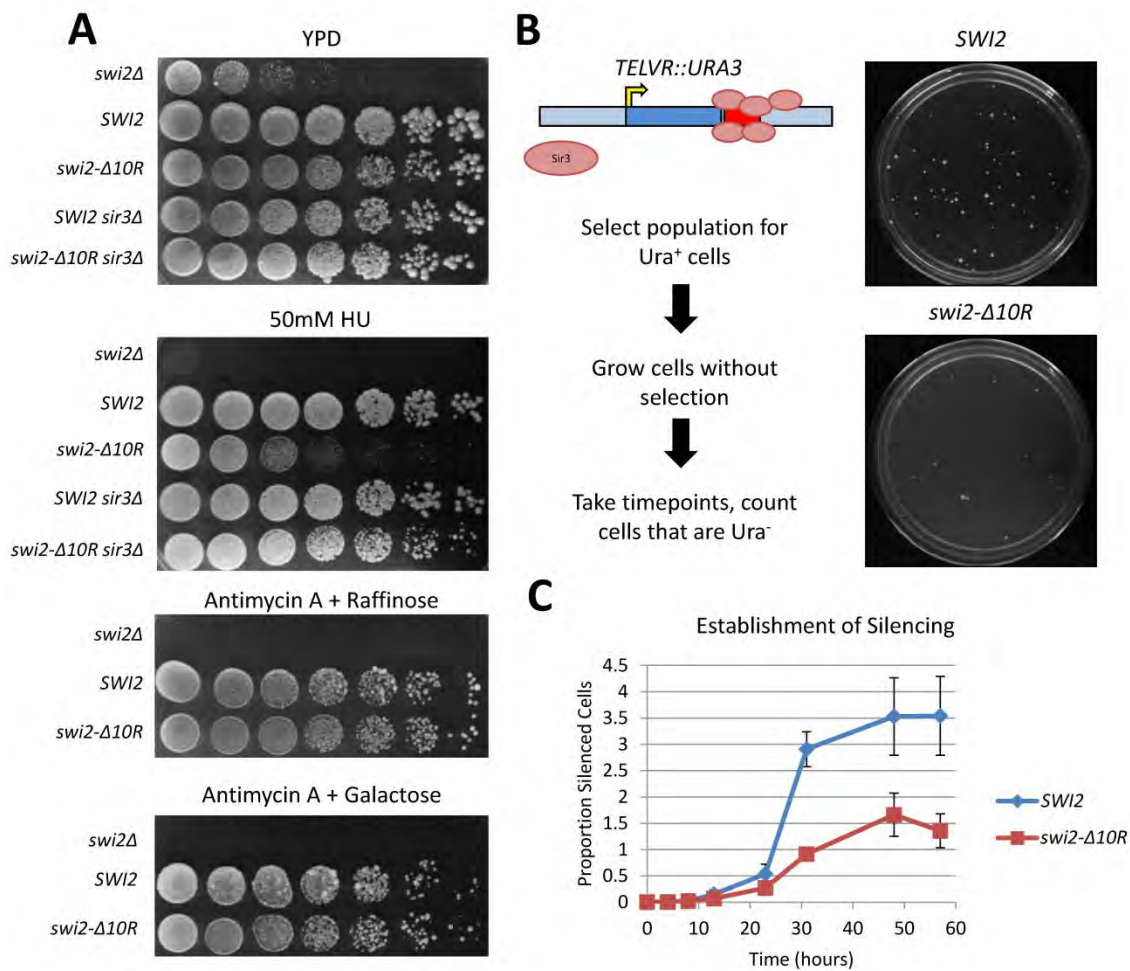 A
YPD
swi2Δ
SWI2
swi2-Δ10R
SWI2 sir3Δ
swi2-Δ10R sir3Δ
50mM HU
swi2Δ
SWI2
swi2-Δ10R
SWI2 sir3Δ
swi2-Δ10R sir3Δ
Antimycin A + Raffinose
swi2Δ
SWI2
swi2-Δ10R
Antimycin A + Galactose
swi2Δ
SWI2
swi2-Δ10R
B
TELVR::URA3
Sir3
Select population for
Ura⁺ cells
Grow cells without
selection
Take timepoints, count
cells that are Ura⁻
SWI2
swi2-Δ10R
C
Establishment of Silencing
Proportion Silenced Cells
4.5
4
3.5
3
2.5
2
1.5
1
0.5
0
0 10 20 30 40 50 60
Time (hours)
SWI2
swi2-Δ10R